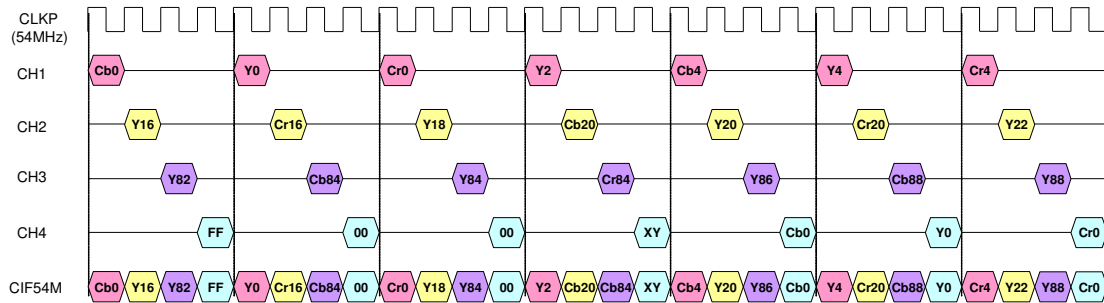 CLKP
(54MHz)
CH1 Cb0 Y0 Cr0 Y2 Cb4 Y4 Cr4
CH2 Y16 Cr16 Y18 Cb20 Y20 Cr20 Y22
CH3 Y82 Cb84 Y84 Cr84 Y86 Cb88 Y88
CH4 FF 00 00 XY Cb0 Y0 Cr0
CIF54M Cb0 Y16 Y82 FF Y0 Cr16 Cb84 00 Cr0 Y18 Y84 00 Y2 Cb20 Cb84 XY Cb4 Y20 Y86 Cb0 Y4 Cr20 Cb88 Y0 Cr4 Y22 Y88 Cr0